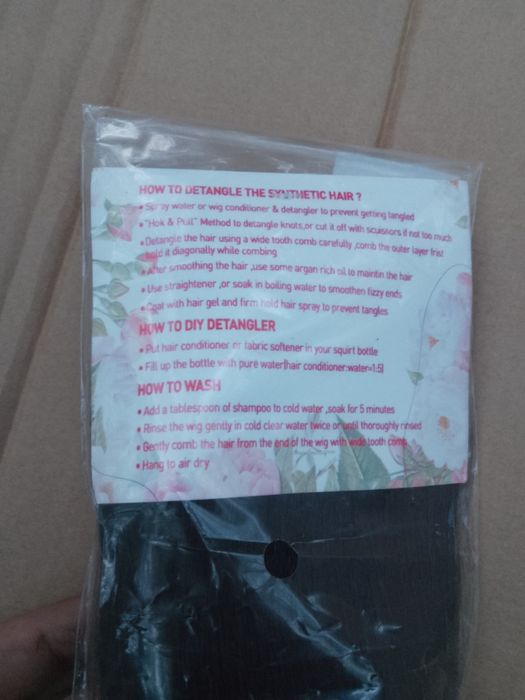 HOW TO DETANGLE THE SYNTHETIC HAIR ?
• Spray water or wig conditioner & detangler to prevent getting tangled
• "Hok & Pull" Method to detangle knots,or cut it off with scuissors if not too much
• Detangle the hair using a wide tooth comb carefully ,comb the outer layer frist
hold it diagonally while combing
• After smoothing the hair ,use some argan rich oil to maintin the hair
• Use straightener ,or soak in boiling water to smoothen fizzy ends
• Coat with hair gel and firm hold hair spray to prevent tangles
HOW TO DIY DETANGLER
• Put hair conditioner or fabric softener in your squirt bottle
• Fill up the bottle with pure water(hair conditioner:water=1:5)
HOW TO WASH
• Add a tablespoon of shampoo to cold water ,soak for 5 minutes
• Rinse the wig gently in cold clear water twice or until thoroughly rinsed
• Gently comb the hair from the end of the wig with wide tooth comb
• Hang to air dry